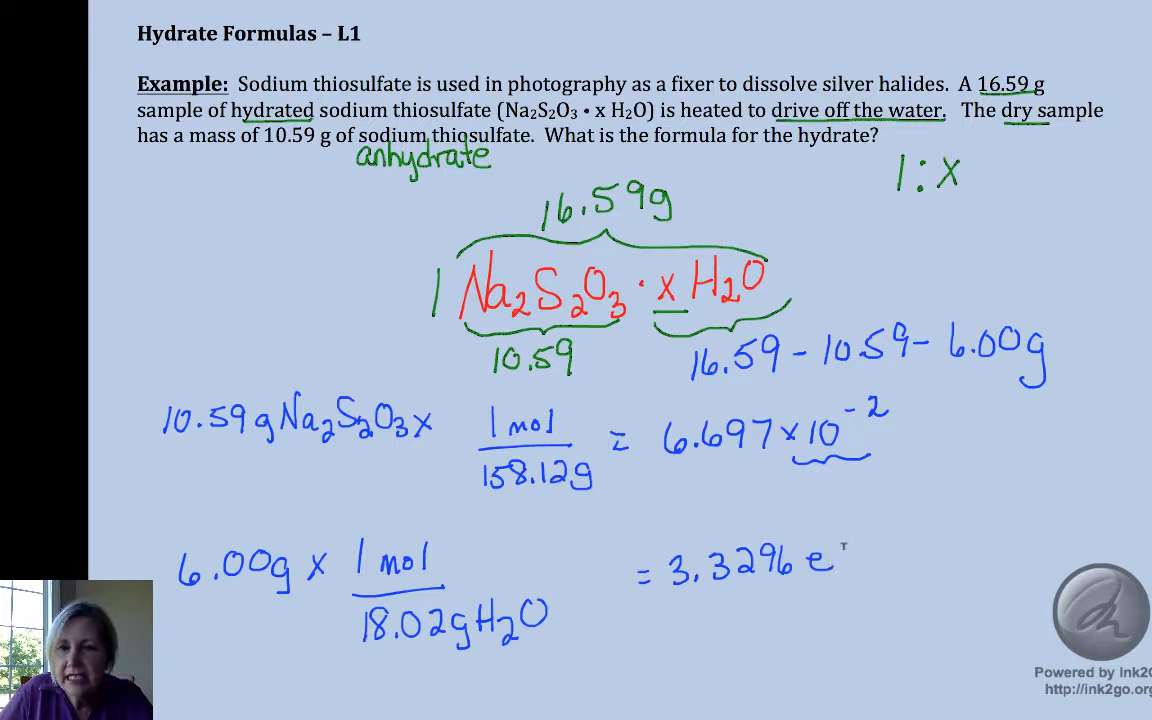 Hydrate Formulas – L1
Example: Sodium thiosulfate is used in photography as a fixer to dissolve silver halides. A 16.59 g
sample of hydrated sodium thiosulfate (Na₂S₂O₃ • x H₂O) is heated to drive off the water. The dry sample
has a mass of 10.59 g of sodium thiosulfate. What is the formula for the hydrate?
anhydrate
1 : x
16.59g
1 Na₂S₂O₃ · x H₂O
10.59
16.59 - 10.59 - 6.00g
10.59 g Na₂S₂O₃ x 1 mol / 158.12g = 6.697 x 10⁻²
6.00g x 1 mol / 18.02g H₂O = 3.3296 e
Powered by Ink2G
http://ink2go.org